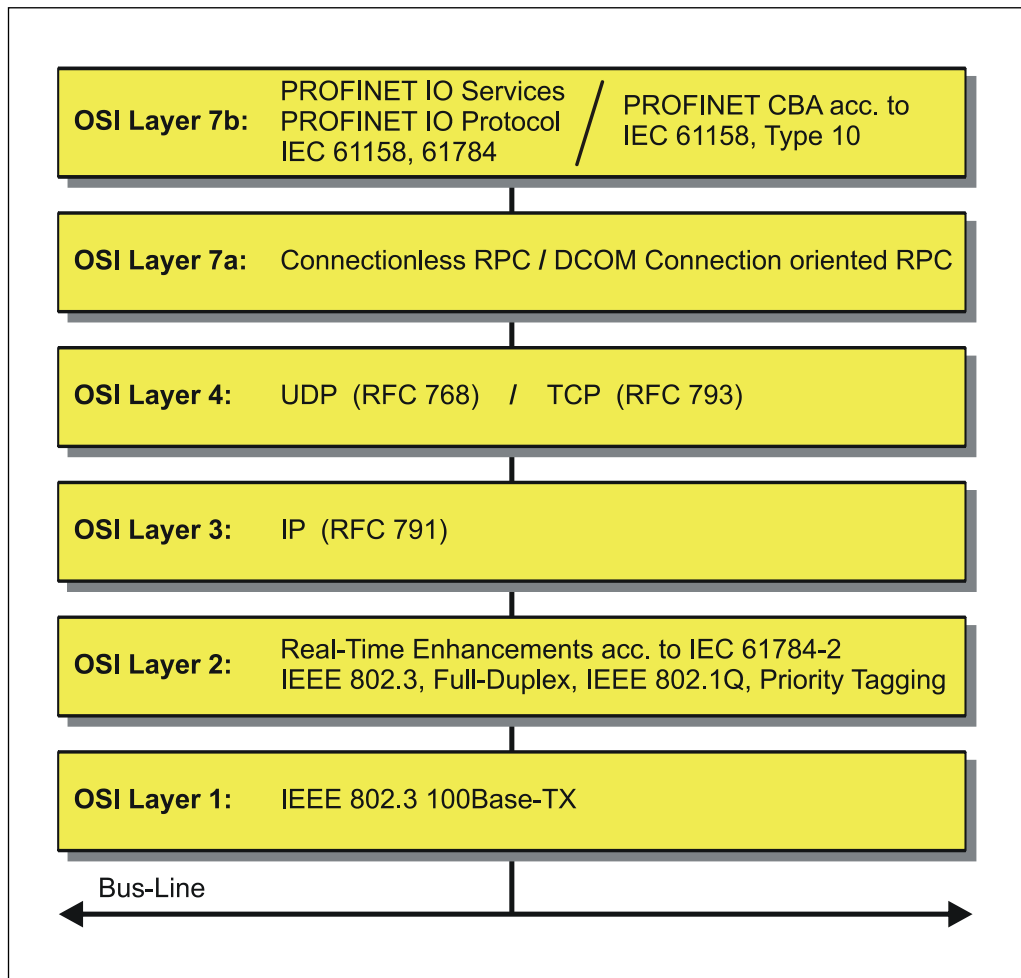 OSI Layer 7b:
PROFINET IO Services
PROFINET IO Protocol
IEC 61158, 61784
/
PROFINET CBA acc. to
IEC 61158, Type 10
OSI Layer 7a: Connectionless RPC / DCOM Connection oriented RPC
OSI Layer 4: UDP (RFC 768) / TCP (RFC 793)
OSI Layer 3: IP (RFC 791)
OSI Layer 2:
Real-Time Enhancements acc. to IEC 61784-2
IEEE 802.3, Full-Duplex, IEEE 802.1Q, Priority Tagging
OSI Layer 1: IEEE 802.3 100Base-TX
Bus-Line